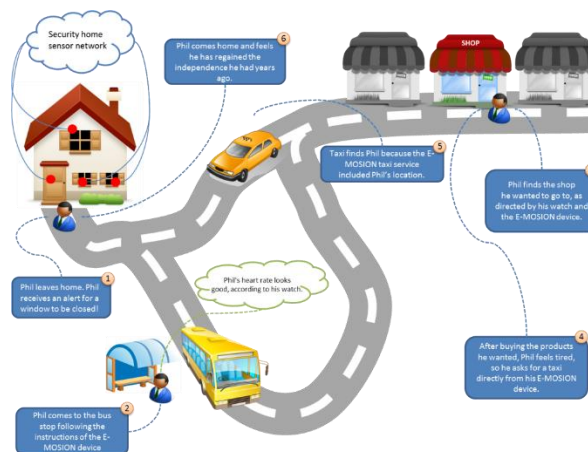 Security home
sensor network
6
Phil comes home and feels
he has regained the
independence he had years
ago.
SHOP
5
Taxi finds Phil because the E-
MOSION taxi service
included Phil's location.
Phil finds the shop
he wanted to go to, as
directed by his watch and
the E-MOSION device.
1
Phil leaves home. Phil
receives an alert for a
window to be closed!
Phil's heart rate looks
good, according to his watch.
4
After buying the products
he wanted, Phil feels tired,
so he asks for a taxi
directly from his E-MOSION
device.
2
Phil comes to the bus
stop following the
instructions of the E-
MOSION device